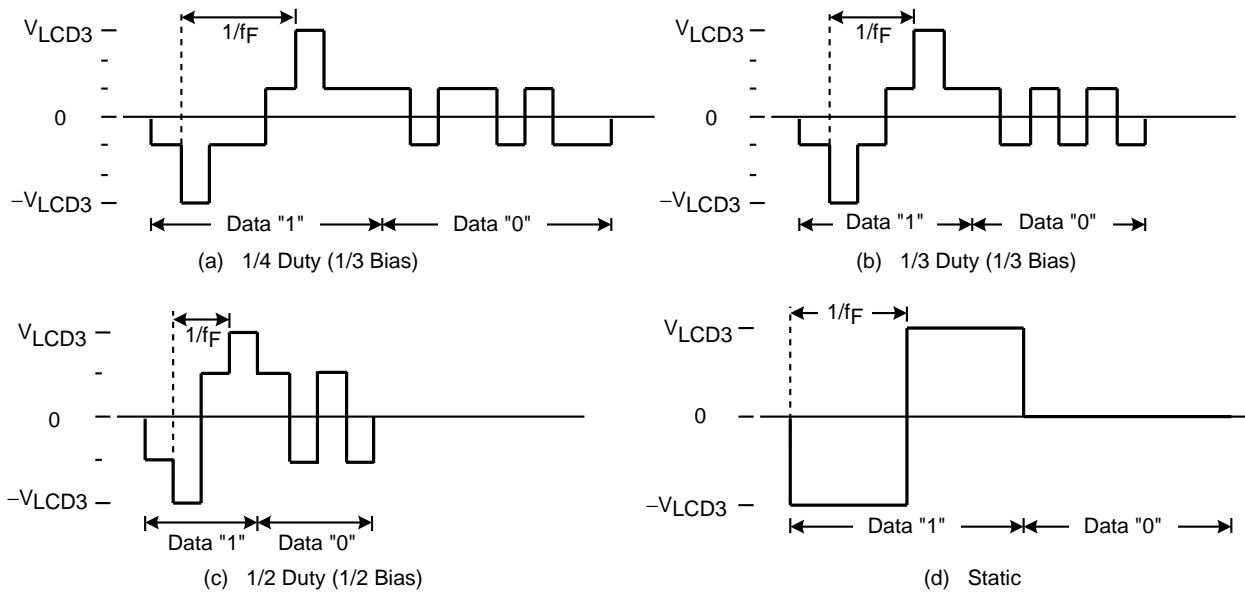 VLCD3
0
−VLCD3
1/fF
Data "1"
Data "0"
(a) 1/4 Duty (1/3 Bias)
VLCD3
0
−VLCD3
1/fF
Data "1"
Data "0"
(b) 1/3 Duty (1/3 Bias)
VLCD3
0
−VLCD3
1/fF
Data "1"
Data "0"
(c) 1/2 Duty (1/2 Bias)
VLCD3
0
−VLCD3
1/fF
Data "1"
Data "0"
(d) Static